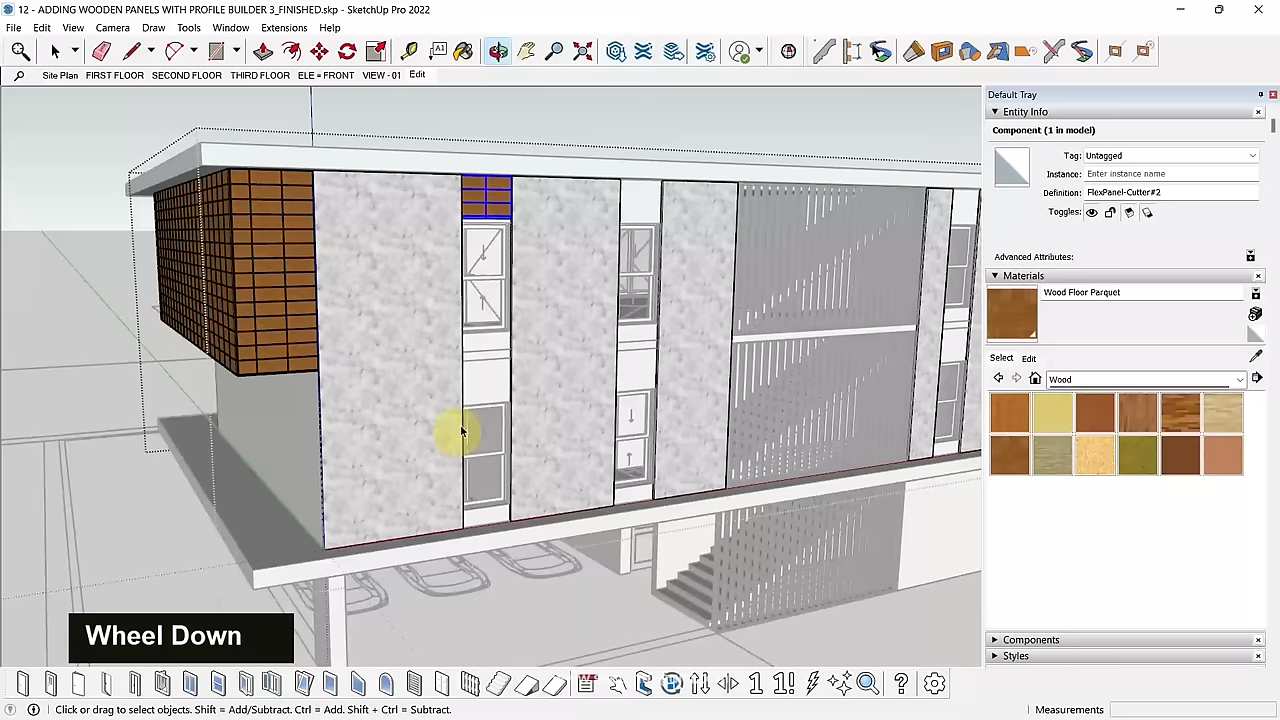 12 - ADDING WOODEN PANELS WITH PROFILE BUILDER 3_FINISHED.skp - SketchUp Pro 2022
File Edit View Camera Draw Tools Window Extensions Help
Site Plan FIRST FLOOR SECOND FLOOR THIRD FLOOR ELE = FRONT VIEW - 01 Edit
Default Tray
Entity Info
Component (1 in model)
Tag: Untagged
Instance: Enter instance name
Definition: FlexPanel-Cutter#2
Toggles:
Advanced Attributes:
Materials
Wood Floor Parquet
Select Edit
Wood
Wheel Down
Components
Styles
Click or drag to select objects. Shift = Add/Subtract. Ctrl = Add. Shift + Ctrl = Subtract.
Measurements